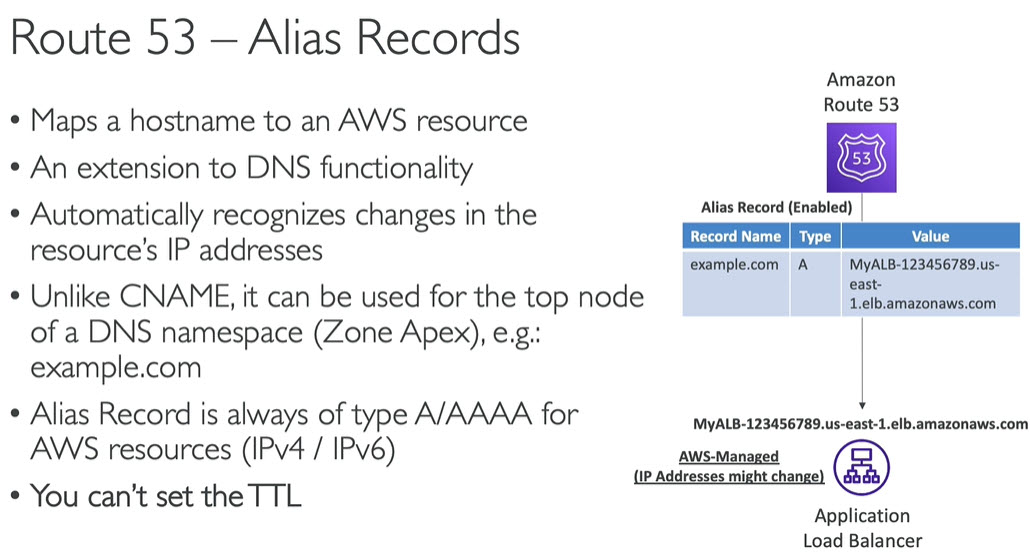 Route 53 – Alias Records
• Maps a hostname to an AWS resource
• An extension to DNS functionality
• Automatically recognizes changes in the
resource's IP addresses
• Unlike CNAME, it can be used for the top node
of a DNS namespace (Zone Apex), e.g.:
example.com
• Alias Record is always of type A/AAAA for
AWS resources (IPv4 / IPv6)
• You can't set the TTL
Amazon
Route 53
53
Alias Record (Enabled)
Record Name Type Value
example.com A MyALB-123456789.us-
east-
1.elb.amazonaws.com
MyALB-123456789.us-east-1.elb.amazonaws.com
AWS-Managed
(IP Addresses might change)
Application
Load Balancer